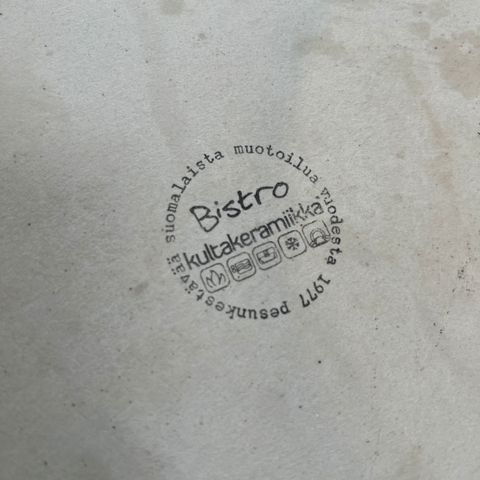 suomalaista muotoilua vuodesta 1977 pesunkestävää
Bistro
kultakeramiikka